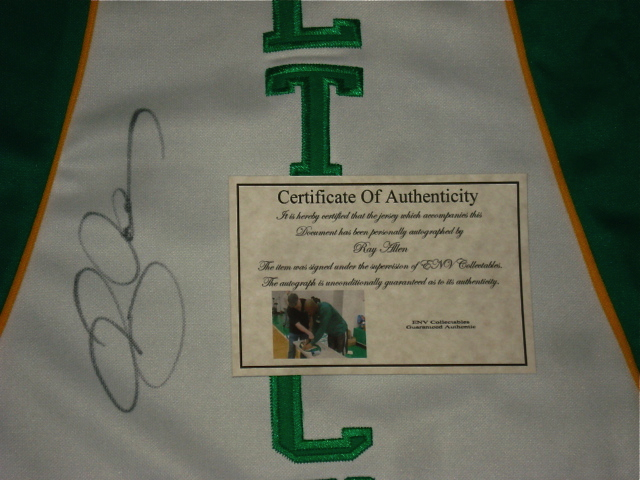 L
T
Certificate Of Authenticity
It is hereby certified that the jersey which accompanies this
Document has been personally autographed by
Ray Allen
The item was signed under the supervision of ENV Collectables.
The autograph is unconditionally guaranteed as to its authenticity.
ENV Collectables
Guaranteed Authentic
L